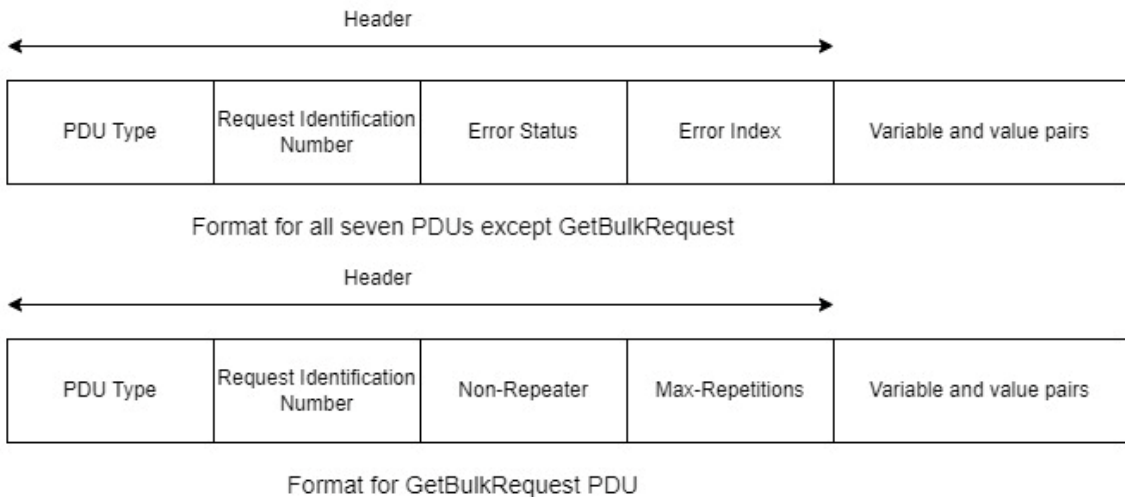 Header
PDU Type
Request Identification
Number
Error Status
Error Index
Variable and value pairs
Format for all seven PDUs except GetBulkRequest
Header
PDU Type
Request Identification
Number
Non-Repeater
Max-Repetitions
Variable and value pairs
Format for GetBulkRequest PDU